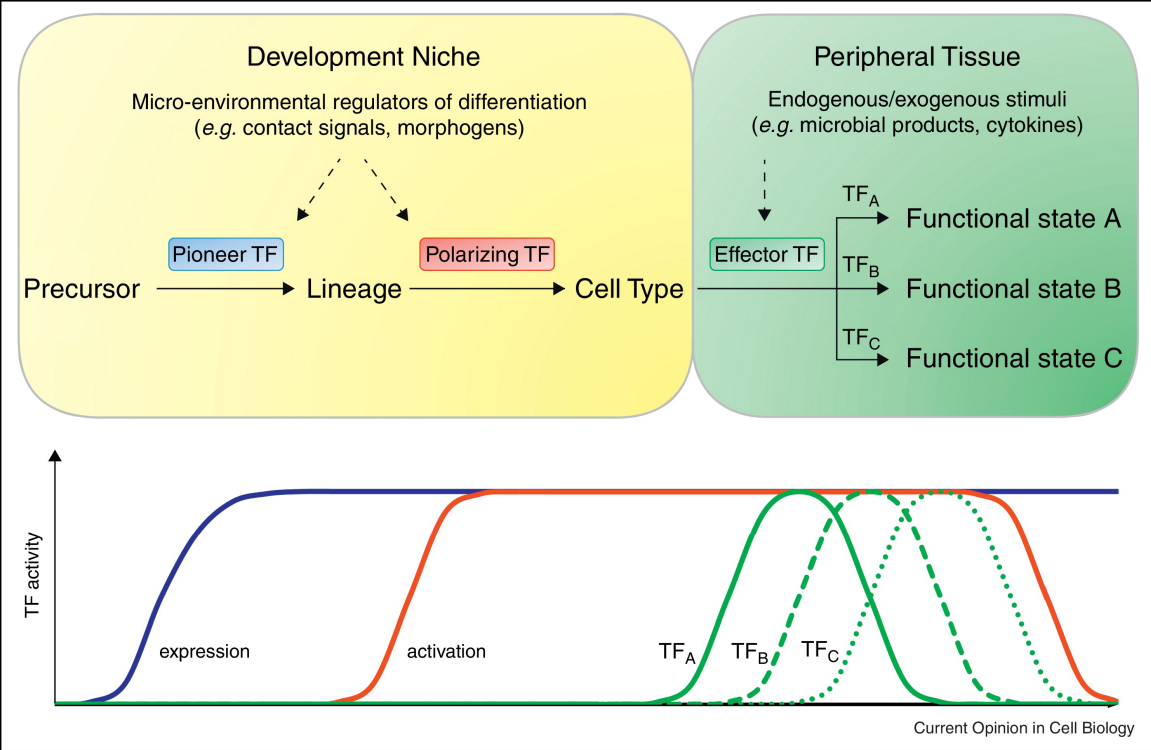 Development Niche
Micro-environmental regulators of differentiation
(e.g. contact signals, morphogens)
Pioneer TF
Polarizing TF
Precursor
Lineage
Cell Type
Peripheral Tissue
Endogenous/exogenous stimuli
(e.g. microbial products, cytokines)
Effector TF
TFA
Functional state A
TFB
Functional state B
TFC
Functional state C
TF activity
expression
activation
TFA
TFB
TFC
Current Opinion in Cell Biology